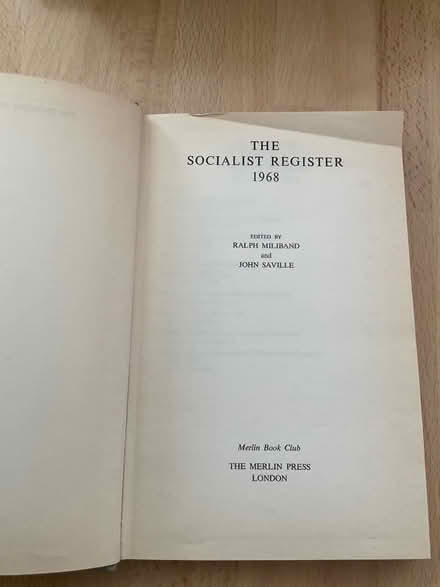 THE
SOCIALIST REGISTER
1968
EDITED BY
RALPH MILIBAND
and
JOHN SAVILLE
Merlin Book Club
THE MERLIN PRESS
LONDON